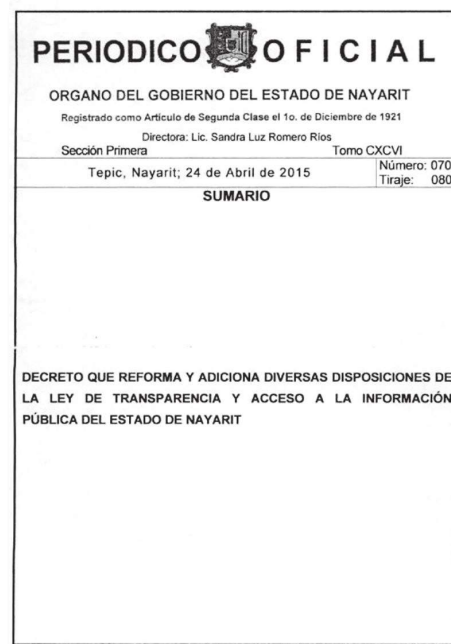 PERIODICO OFICIAL
ORGANO DEL GOBIERNO DEL ESTADO DE NAYARIT
Registrado como Artículo de Segunda Clase el 1o. de Diciembre de 1921
Directora: Lic. Sandra Luz Romero Ríos
Sección Primera Tomo CXCVI
Tepic, Nayarit; 24 de Abril de 2015
Número: 070
Tiraje: 080
SUMARIO
DECRETO QUE REFORMA Y ADICIONA DIVERSAS DISPOSICIONES DE
LA LEY DE TRANSPARENCIA Y ACCESO A LA INFORMACIÓN
PÚBLICA DEL ESTADO DE NAYARIT